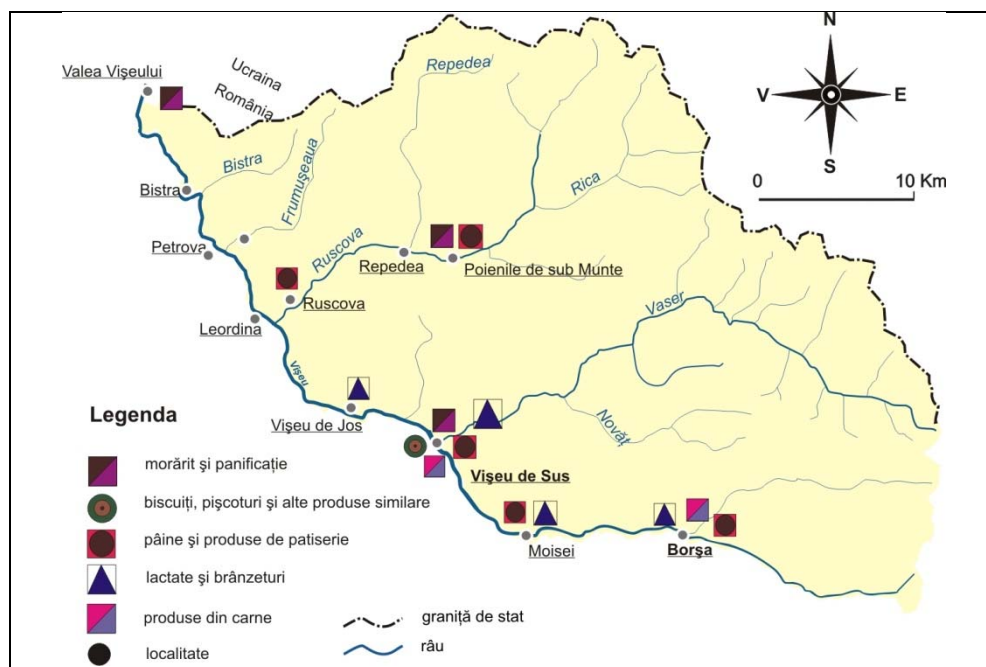 N
V
E
S
0
10 Km
Valea Vişeului
Ucraina
România
Repedea
Bistra
Frumuşeaua
Rica
Bistra
Petrova
Ruscova
Repedea
Poienile de sub Munte
Ruscova
Leordina
Vişeu
Vaser
Novăţ
Vişeu de Jos
Vişeu de Sus
Moisei
Borşa
Legenda
morărit şi panificaţie
biscuiţi, pişcoturi şi alte produse similare
pâine şi produse de patiserie
lactate şi brânzeturi
produse din carne
localitate
graniţă de stat
râu